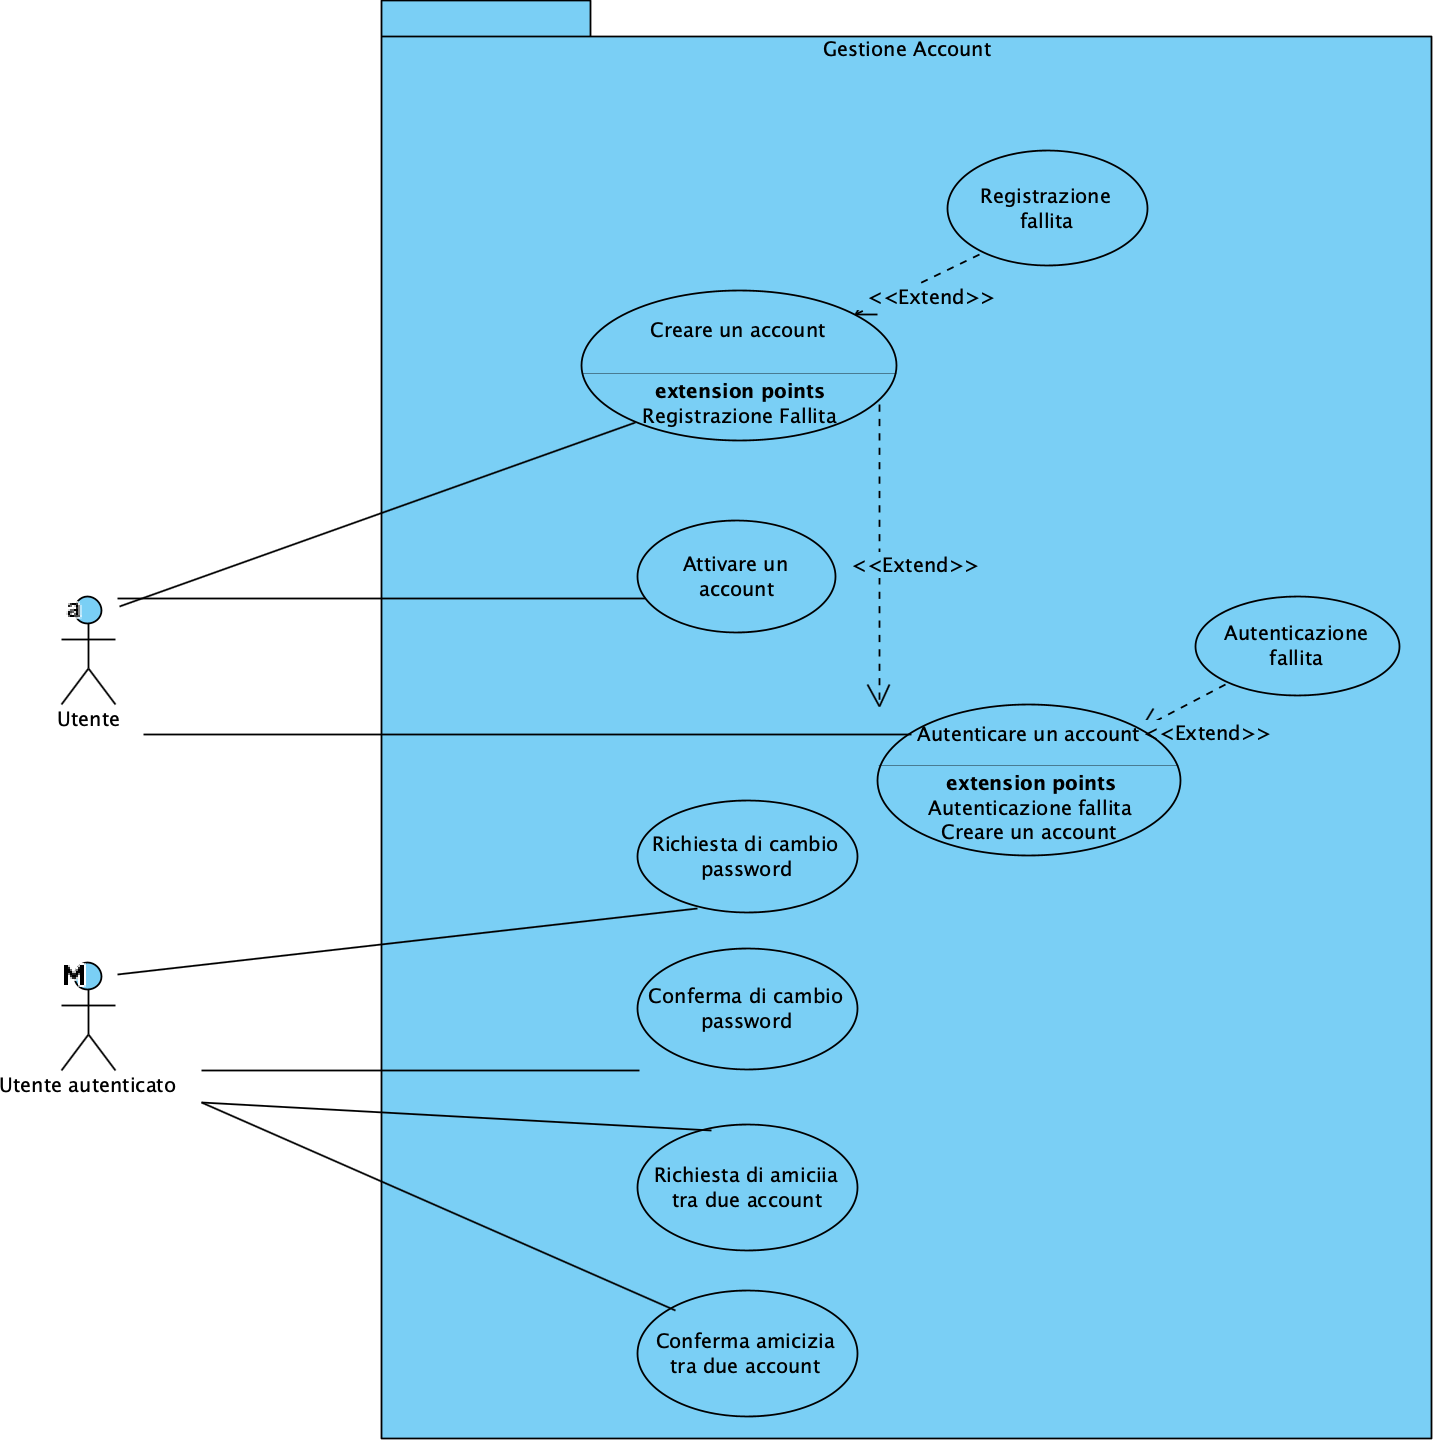 Gestione Account
Registrazione
fallita
<<Extend>>
Creare un account
extension points
Registrazione Fallita
Attivare un
account
<<Extend>>
a
Utente
Autenticazione
fallita
<<Extend>>
Autenticare un account
extension points
Autenticazione fallita
Creare un account
Richiesta di cambio
password
M
Utente autenticato
Conferma di cambio
password
Richiesta di amiciia
tra due account
Conferma amicizia
tra due account